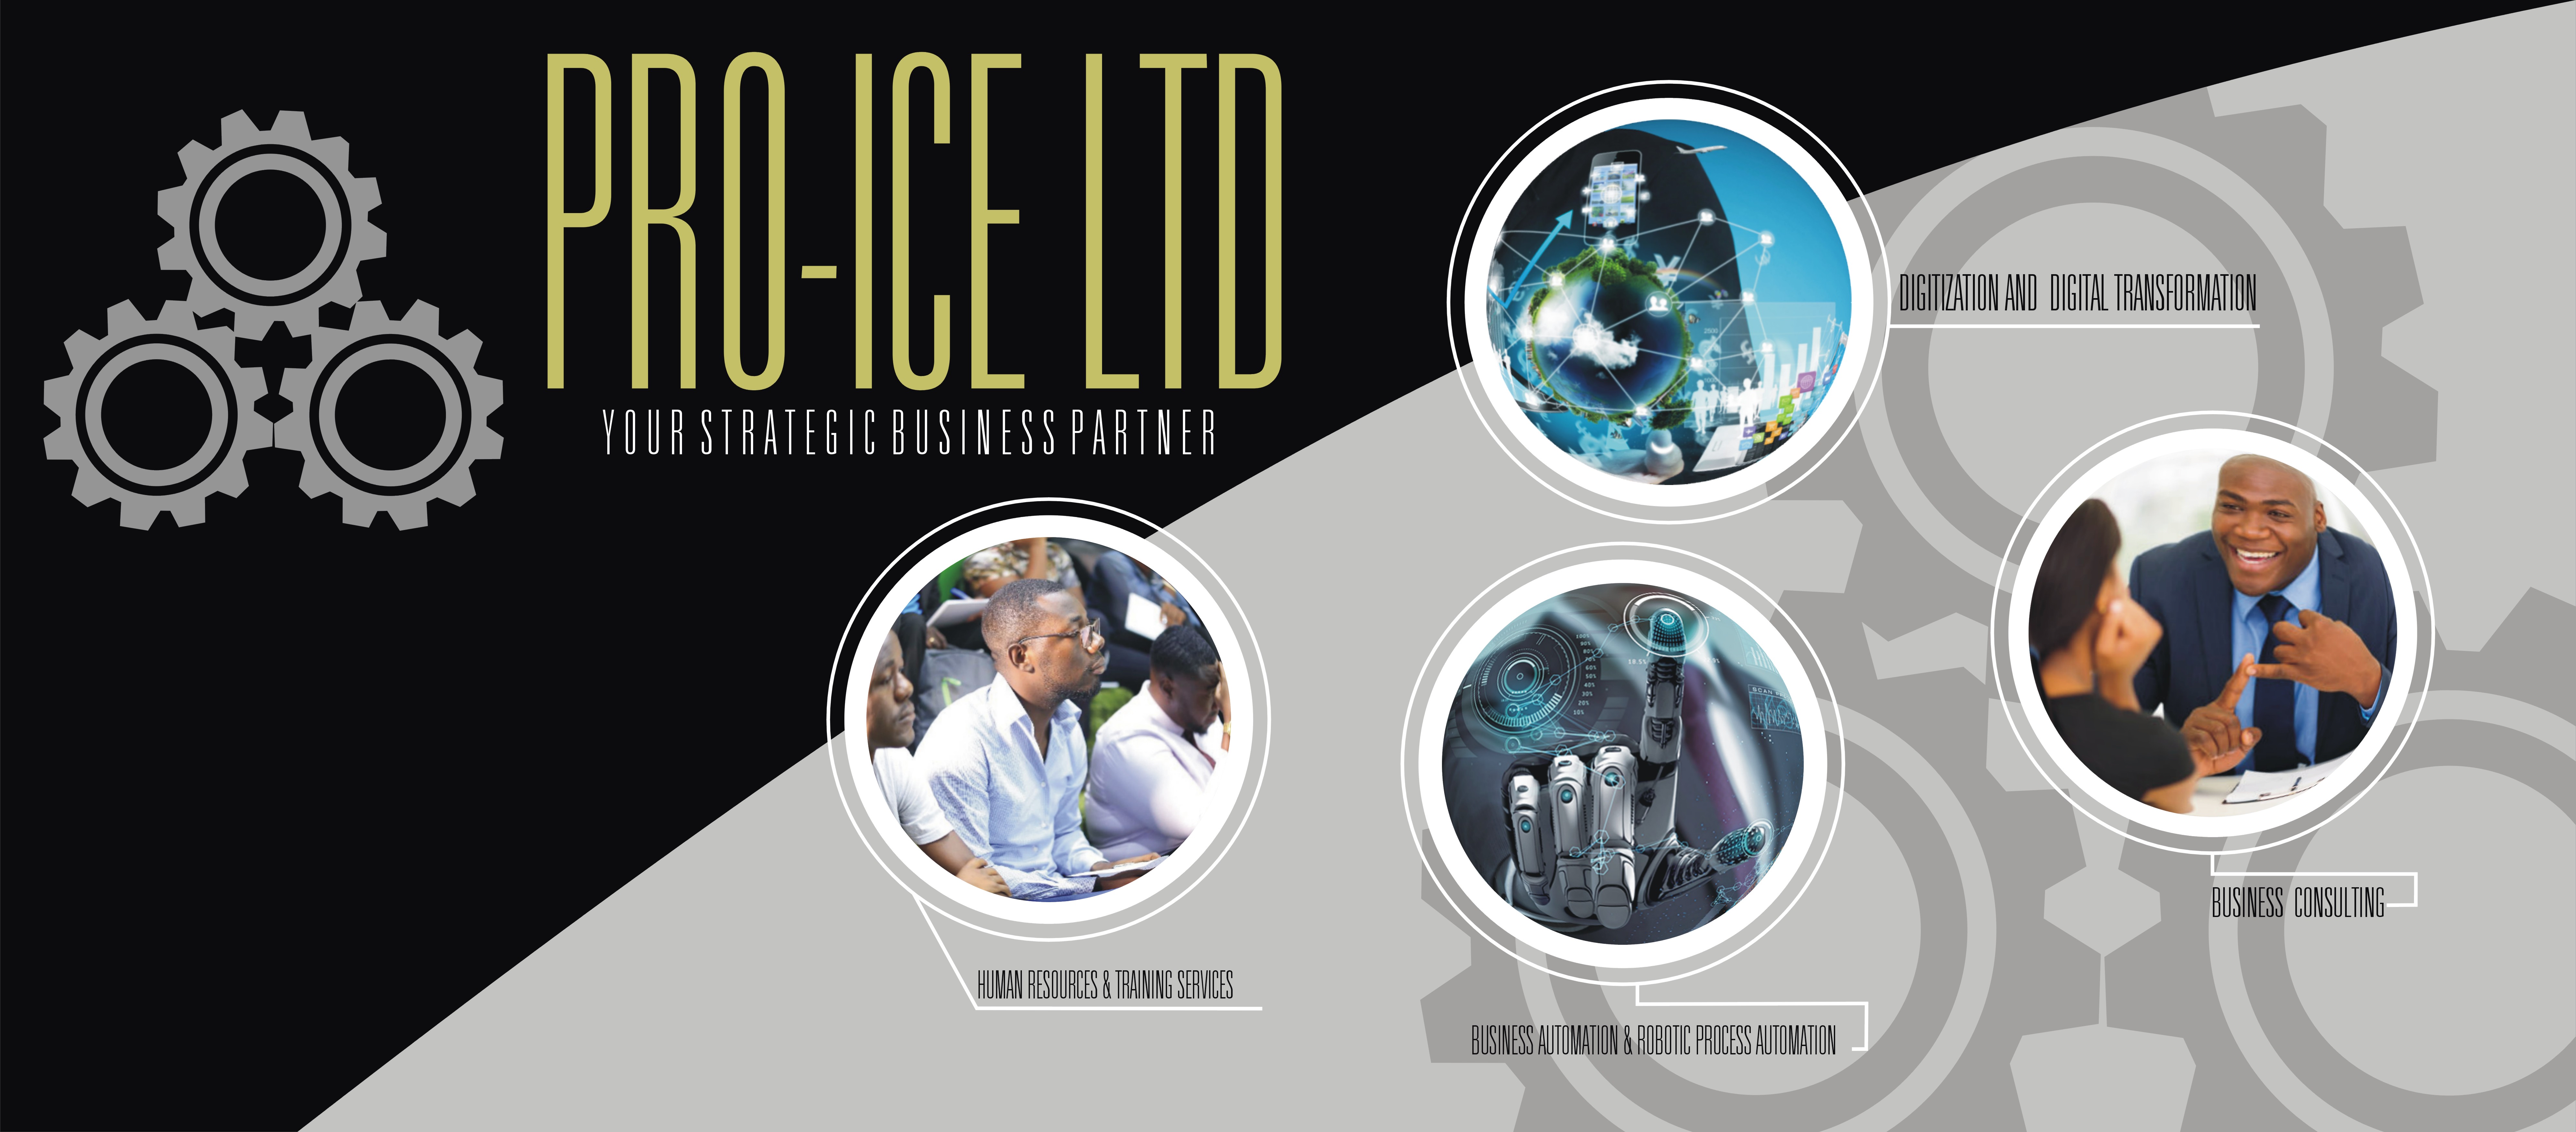 PRO-ICE LTD
YOUR STRATEGIC BUSINESS PARTNER
DIGITIZATION AND DIGITAL TRANSFORMATION
BUSINESS CONSULTING
HUMAN RESOURCES & TRAINING SERVICES
BUSINESS AUTOMATION & ROBOTIC PROCESS AUTOMATION